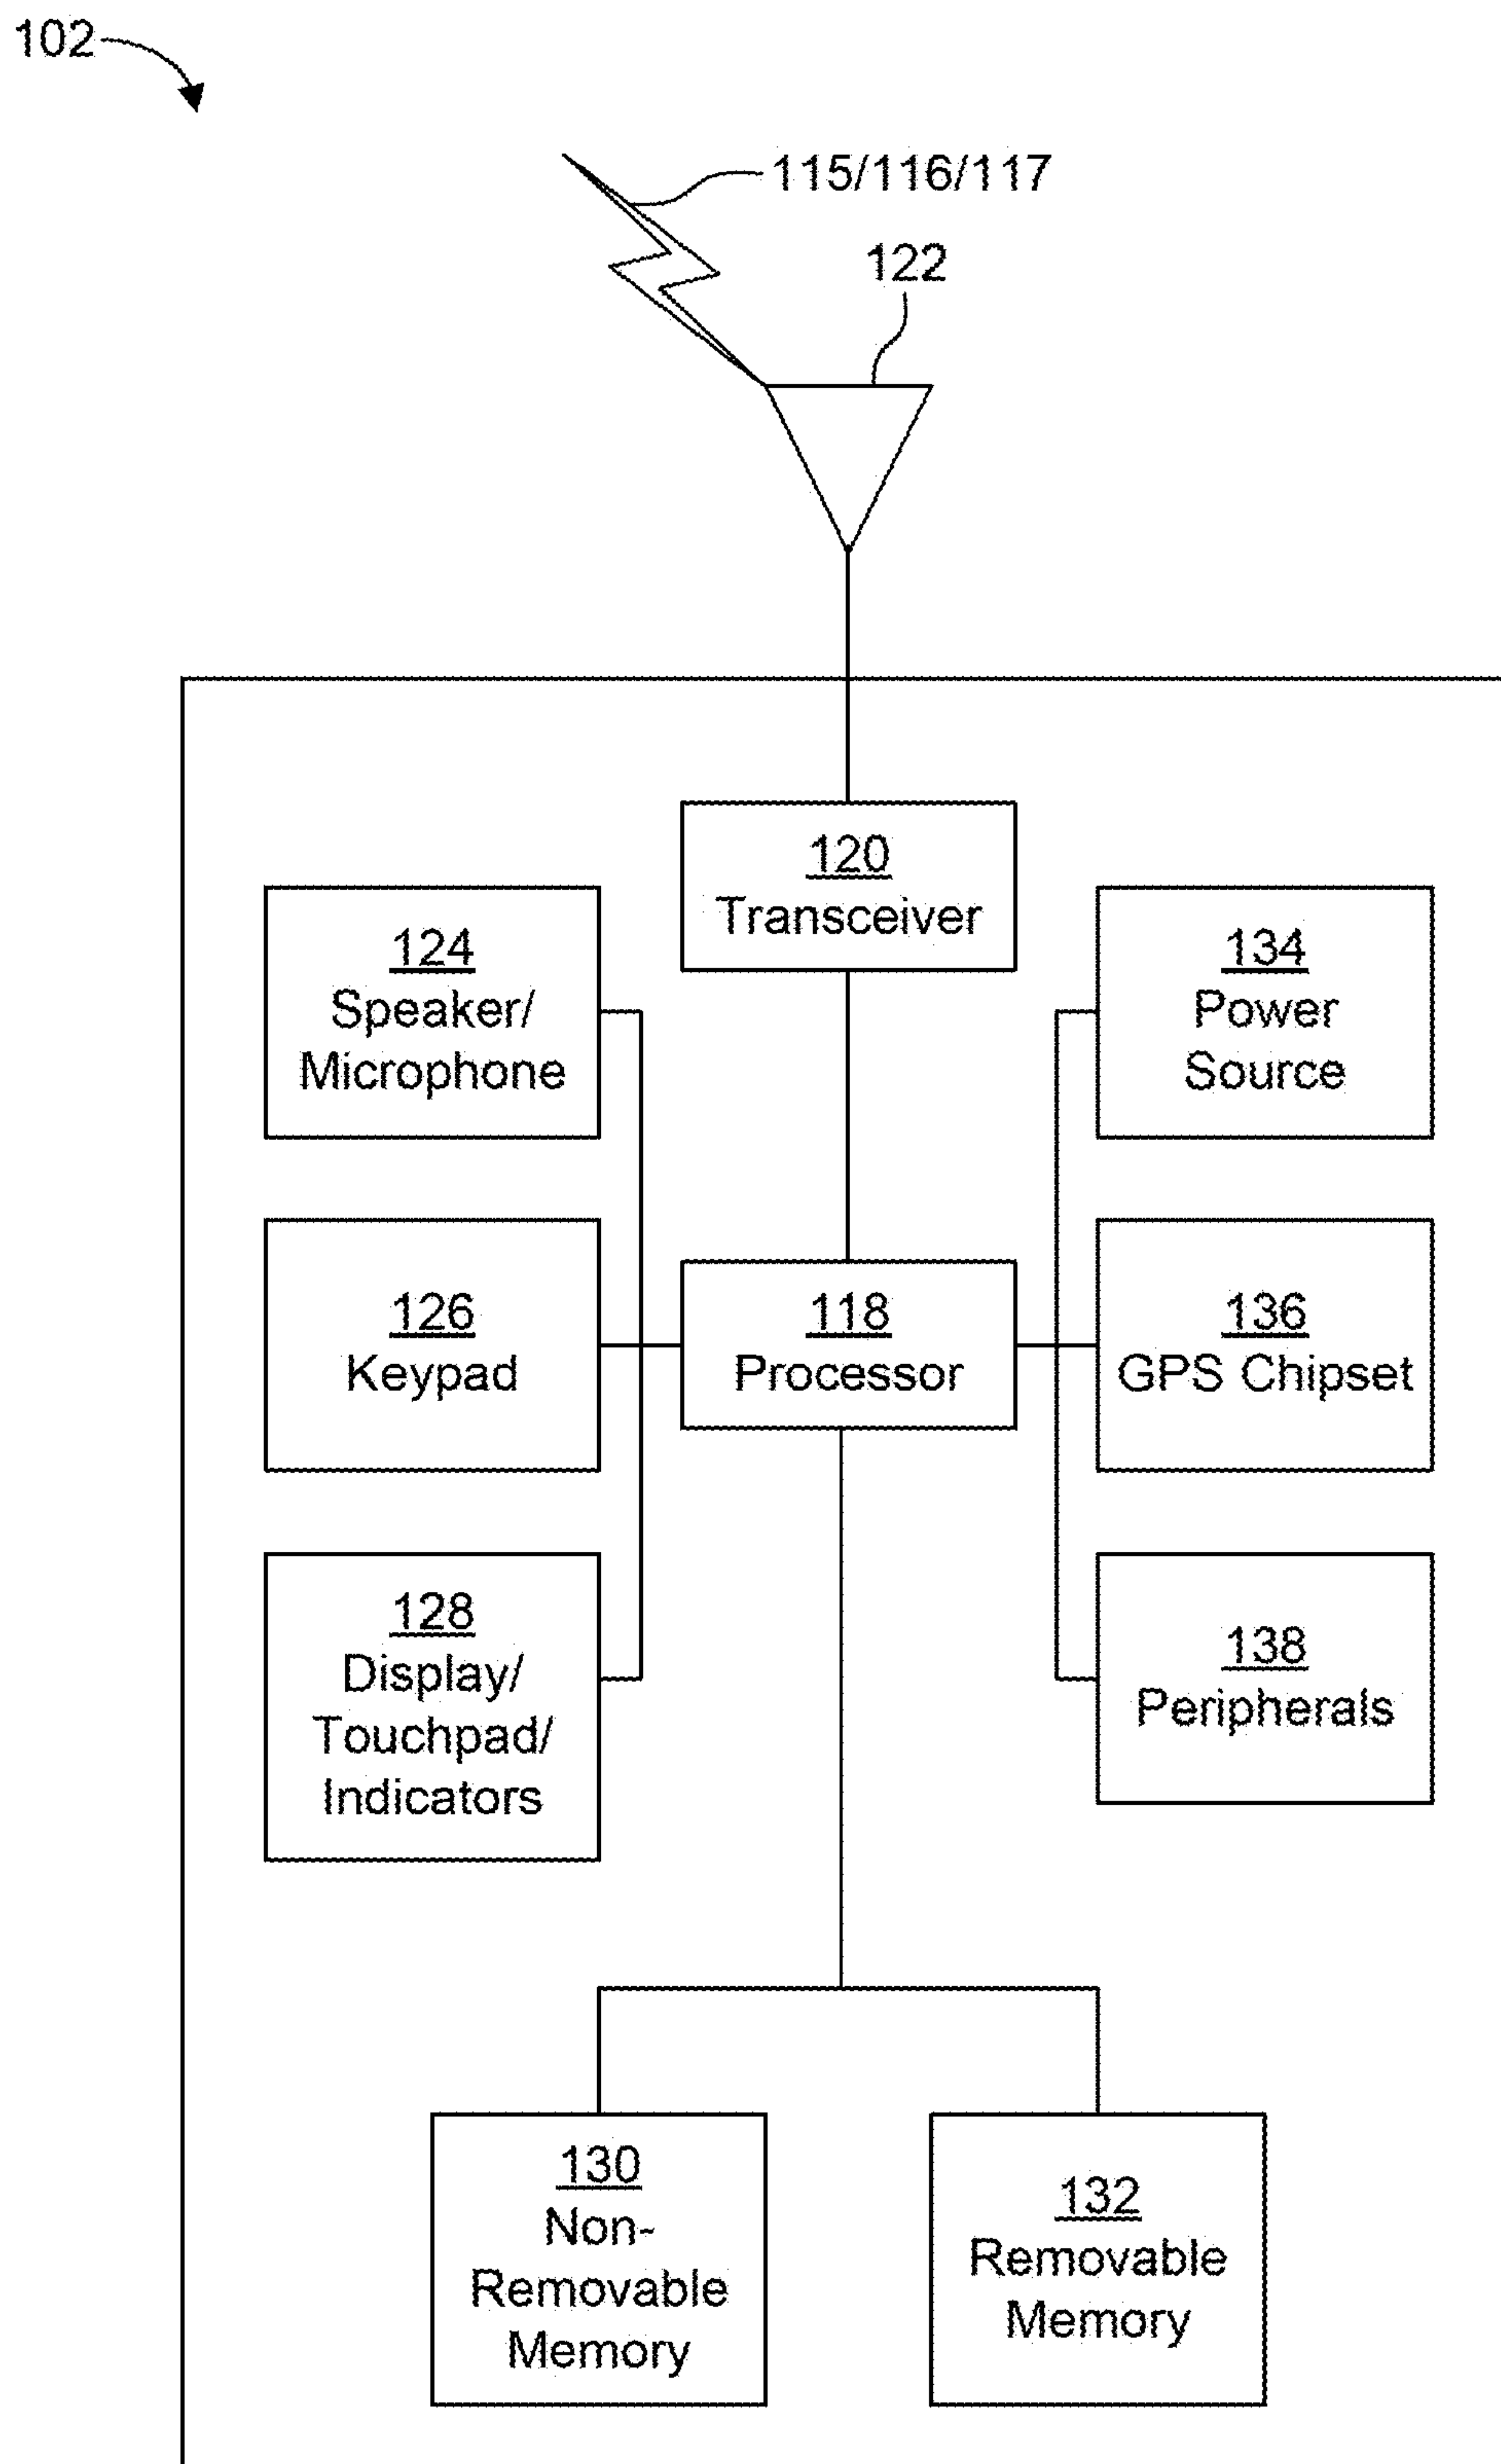 102
115/116/117
122
120
Transceiver
124
Speaker/
Microphone
134
Power
Source
126
Keypad
118
Processor
136
GPS Chipset
128
Display/
Touchpad/
Indicators
138
Peripherals
130
Non-
Removable
Memory
132
Removable
Memory